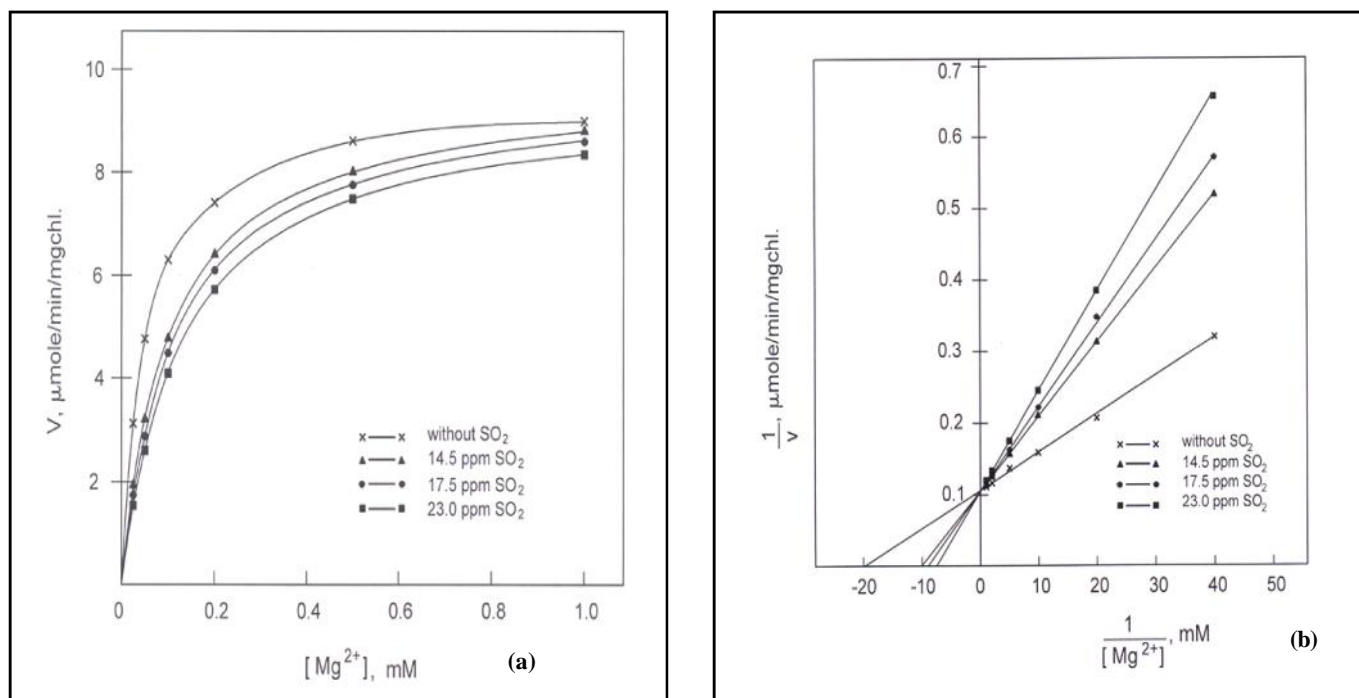 10
8
6
4
2
V, μmole/min/mgchl.
without SO₂
14.5 ppm SO₂
17.5 ppm SO₂
23.0 ppm SO₂
0 0.2 0.4 0.6 0.8 1.0
[Mg²⁺], mM
(a)
0.7
0.6
0.5
0.4
0.3
0.2
0.1
1/v, μmole/min/mgchl.
without SO₂
14.5 ppm SO₂
17.5 ppm SO₂
23.0 ppm SO₂
-20 -10 0 10 20 30 40 50
1/[Mg²⁺], mM
(b)